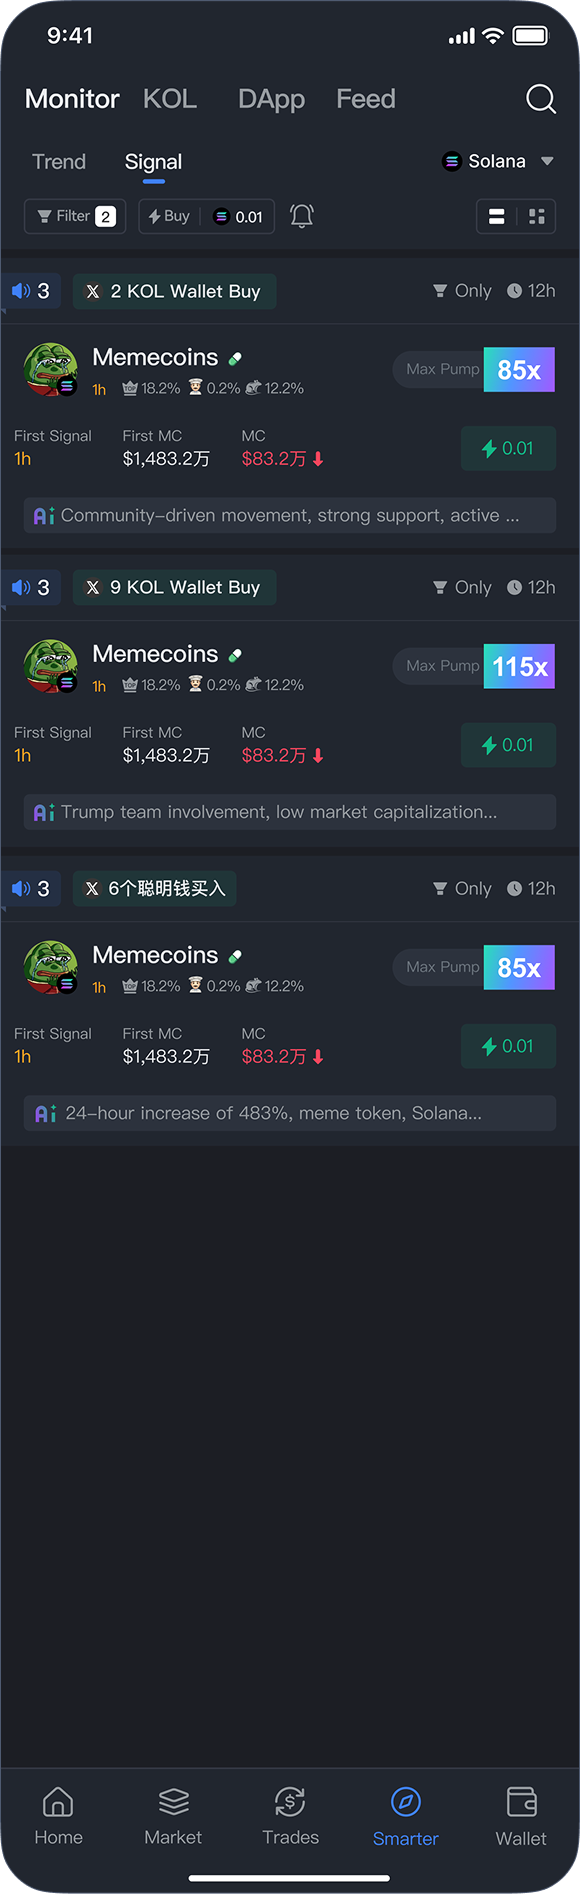 9:41
Monitor KOL DApp Feed
Trend Signal Solana
Filter 2 Buy 0.01
3 X 2 KOL Wallet Buy Only 12h
Memecoins
1h TOP 18.2% 0.2% 12.2%
Max Pump 85x
First Signal First MC MC
1h $1,483.2万 $83.2万
0.01
Ai Community-driven movement, strong support, active ...
3 X 9 KOL Wallet Buy Only 12h
Memecoins
1h TOP 18.2% 0.2% 12.2%
Max Pump 115x
First Signal First MC MC
1h $1,483.2万 $83.2万
0.01
Ai Trump team involvement, low market capitalization...
3 X 6个聪明钱买入 Only 12h
Memecoins
1h TOP 18.2% 0.2% 12.2%
Max Pump 85x
First Signal First MC MC
1h $1,483.2万 $83.2万
0.01
Ai 24-hour increase of 483%, meme token, Solana...
Home Market Trades Smarter Wallet